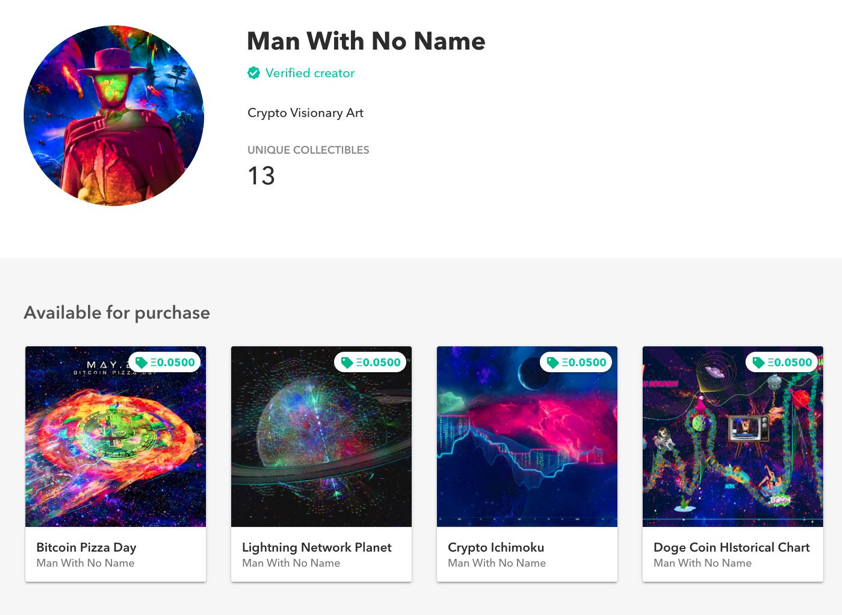 Man With No Name
Verified creator
Crypto Visionary Art
UNIQUE COLLECTIBLES
13
Available for purchase
MAY.
BITCOIN PIZZA
Ξ0.0500
Ξ0.0500
Ξ0.0500
Ξ0.0500
Bitcoin Pizza Day
Man With No Name
Lightning Network Planet
Man With No Name
Crypto Ichimoku
Man With No Name
Doge Coin HIstorical Chart
Man With No Name